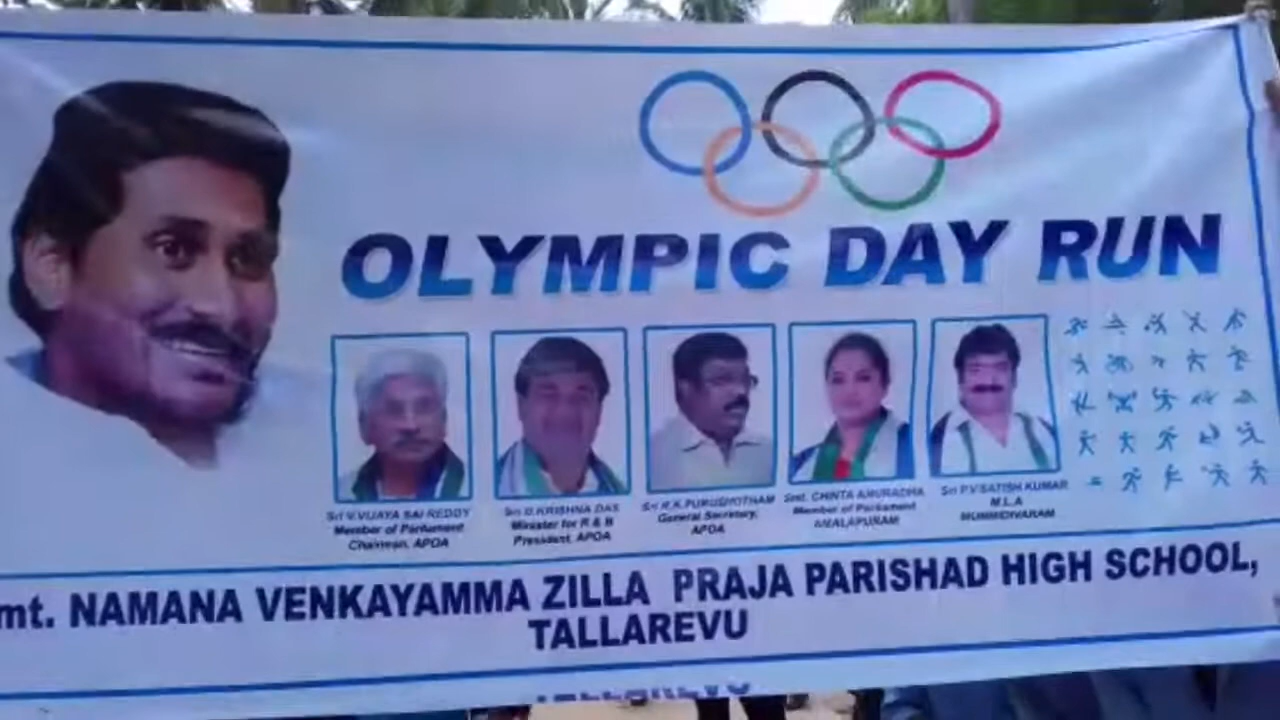 OLYMPIC DAY RUN
Sri V.VIJAYA SAI REDDY
Member of Parliament
Chairman, APOA
Sri D.KRISHNA DAS
Minister for R & B
President, APOA
Sri R.K.PURUSHOTHAM
General Secretary,
APOA
Smt. CHINTA ANURADHA
Member of Parliament
AMALAPURAM
Sri P.V.SATISH KUMAR
M.L.A
MUMMIDIVARAM
mt. NAMANA VENKAYAMMA ZILLA PRAJA PARISHAD HIGH SCHOOL,
TALLAREVU